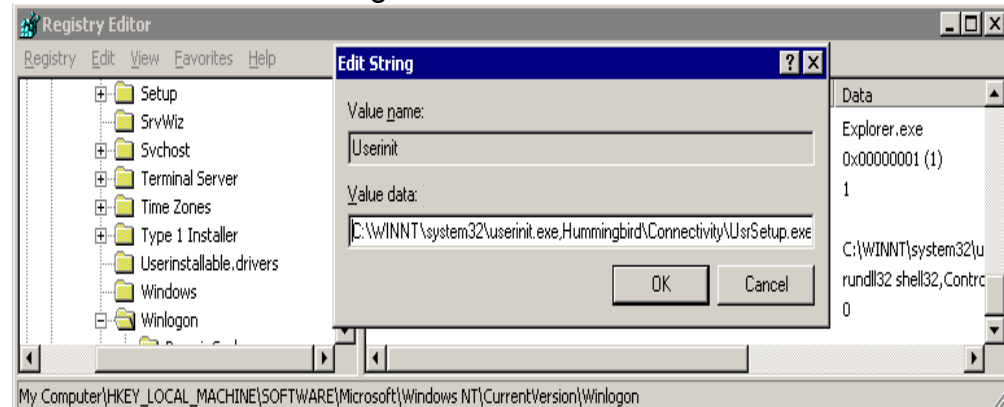 Registry Editor
Registry Edit View Favorites Help
Setup
SrvWiz
Svchost
Terminal Server
Time Zones
Type 1 Installer
Userinstallable.drivers
Windows
Winlogon
Edit String
Value name:
Userinit
Value data:
C:\WINNT\system32\userinit.exe,Hummingbird\Connectivity\UsrSetup.exe
OK Cancel
Data
Explorer.exe
0x00000001 (1)
1
C:\WINNT\system32\u
rundll32 shell32,Contrc
0
My Computer\HKEY_LOCAL_MACHINE\SOFTWARE\Microsoft\Windows NT\CurrentVersion\Winlogon